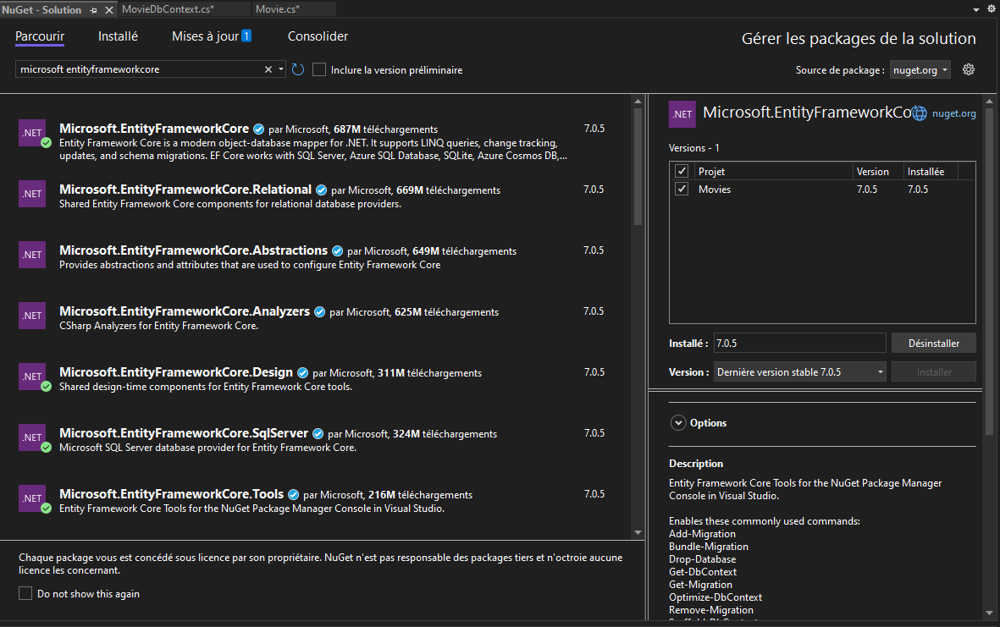 NuGet - Solution
MovieDbContext.cs*
Movie.cs*
Parcourir
Installé
Mises à jour 1
Consolider
Gérer les packages de la solution
microsoft entityframeworkcore
Inclure la version préliminaire
Source de package :
nuget.org
.NET
Microsoft.EntityFrameworkCore par Microsoft, 687M téléchargements
7.0.5
Entity Framework Core is a modern object-database mapper for .NET. It supports LINQ queries, change tracking,
updates, and schema migrations. EF Core works with SQL Server, Azure SQL Database, SQLite, Azure Cosmos DB,...
.NET
Microsoft.EntityFrameworkCore.Relational par Microsoft, 669M téléchargements
7.0.5
Shared Entity Framework Core components for relational database providers.
.NET
Microsoft.EntityFrameworkCore.Abstractions par Microsoft, 649M téléchargements
7.0.5
Provides abstractions and attributes that are used to configure Entity Framework Core
.NET
Microsoft.EntityFrameworkCore.Analyzers par Microsoft, 625M téléchargements
7.0.5
CSharp Analyzers for Entity Framework Core.
.NET
Microsoft.EntityFrameworkCore.Design par Microsoft, 311M téléchargements
7.0.5
Shared design-time components for Entity Framework Core tools.
.NET
Microsoft.EntityFrameworkCore.SqlServer par Microsoft, 324M téléchargements
7.0.5
Microsoft SQL Server database provider for Entity Framework Core.
.NET
Microsoft.EntityFrameworkCore.Tools par Microsoft, 216M téléchargements
7.0.5
Entity Framework Core Tools for the NuGet Package Manager Console in Visual Studio.
Chaque package vous est concédé sous licence par son propriétaire. NuGet n'est pas responsable des packages tiers et n'octroie aucune
licence les concernant.
Do not show this again
.NET
Microsoft.EntityFrameworkCo
nuget.org
Versions - 1
Projet Version Installée
Movies 7.0.5 7.0.5
Installé : 7.0.5 Désinstaller
Version : Dernière version stable 7.0.5 Installer
Options
Description
Entity Framework Core Tools for the NuGet Package Manager
Console in Visual Studio.
Enables these commonly used commands:
Add-Migration
Bundle-Migration
Drop-Database
Get-DbContext
Get-Migration
Optimize-DbContext
Remove-Migration